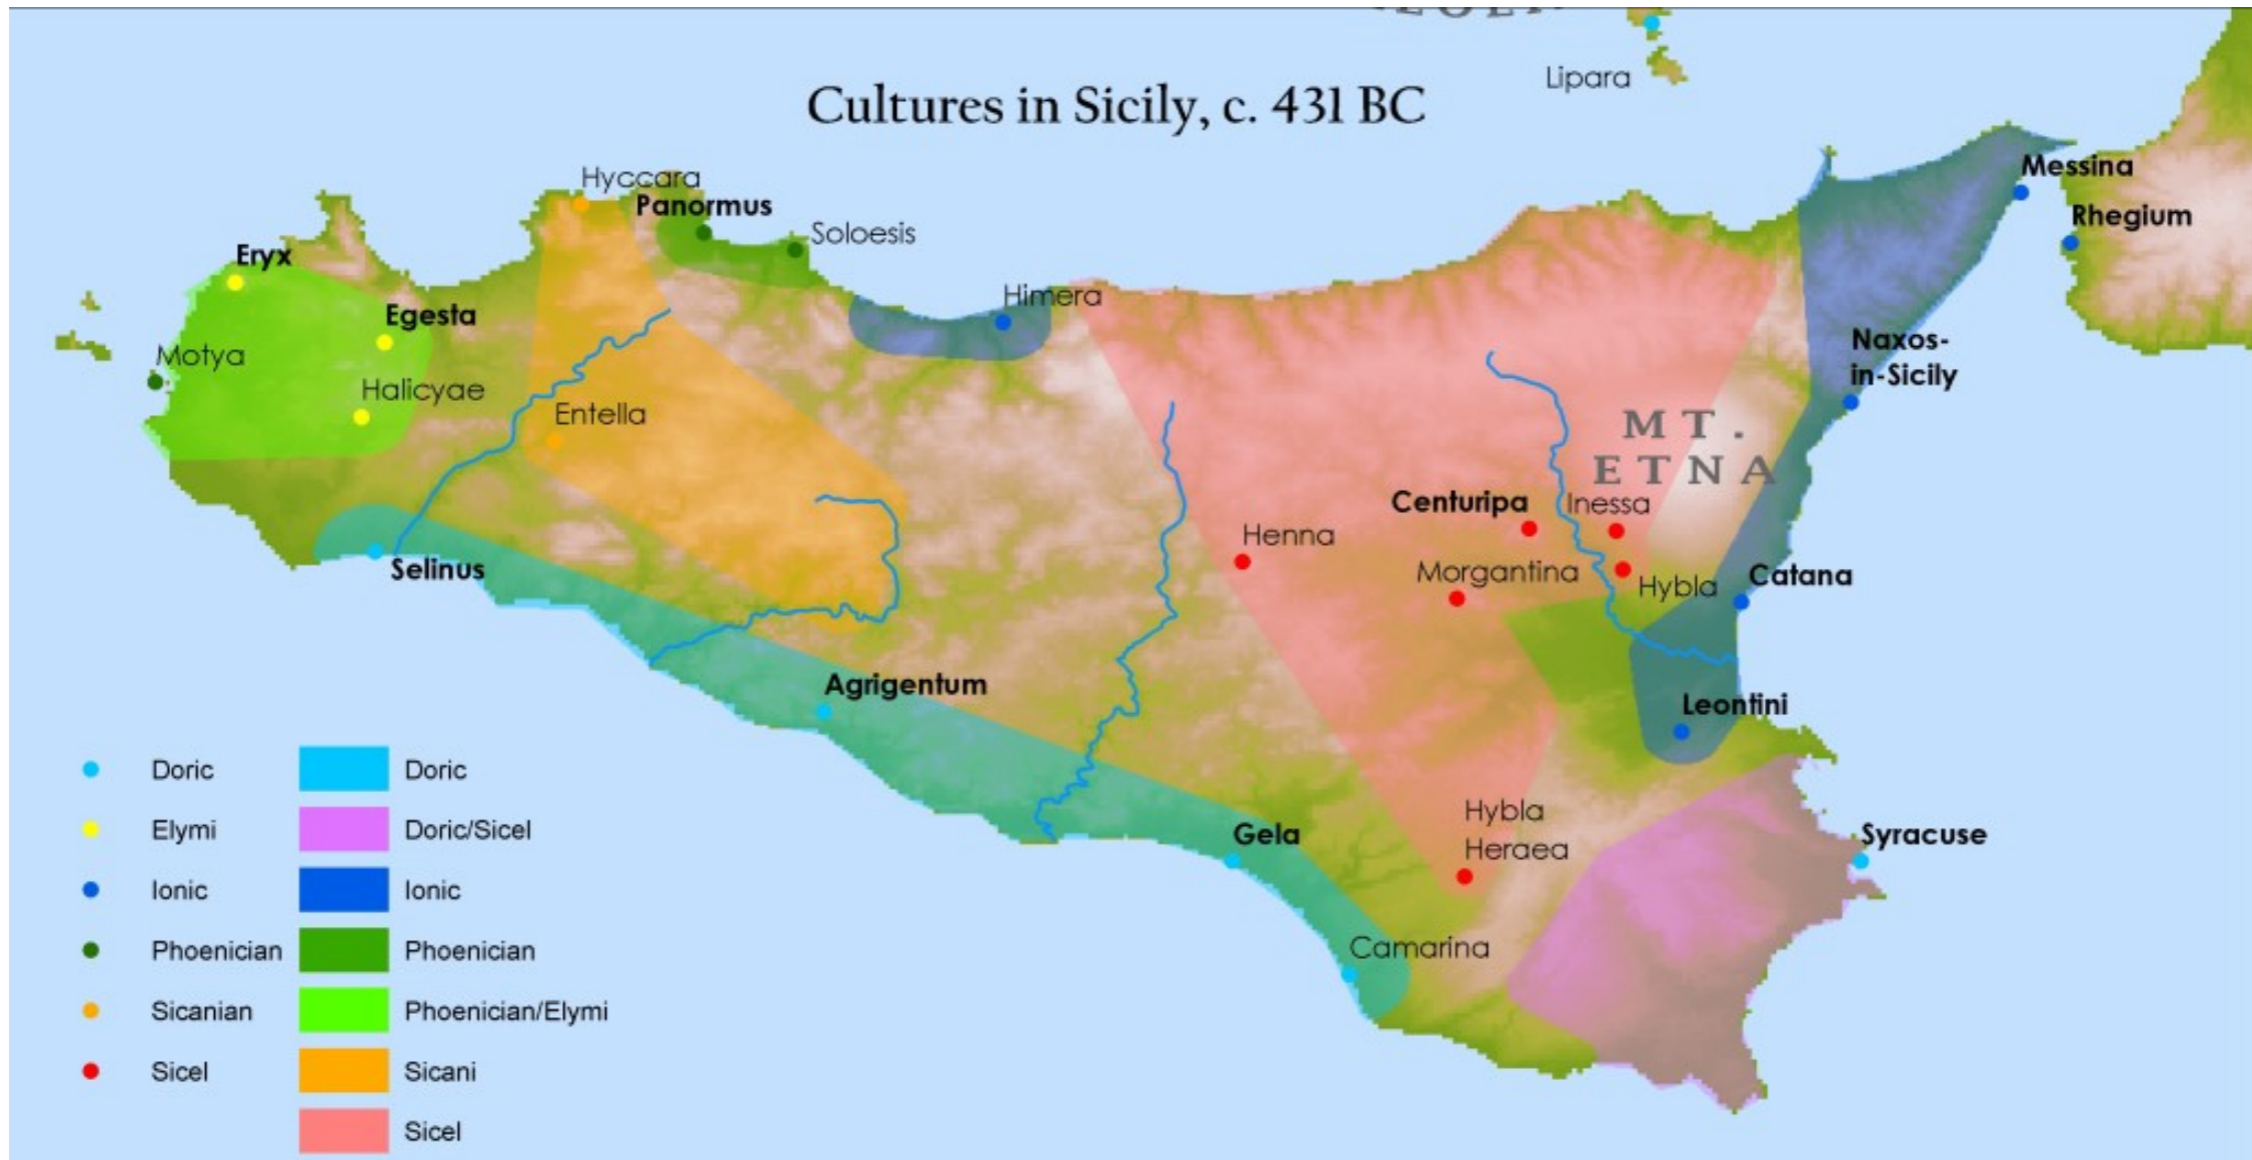 Lipara
Cultures in Sicily, c. 431 BC
Messina
Hyccara
Panormus
Rhegium
Soloesis
Eryx
Himera
Egesta
Naxos-
in-Sicily
Motya
Halicyae
Entella
MT.
ETNA
Centuripa
Inessa
Henna
Morgantina
Hybla
Catana
Selinus
Agrigentum
Leontini
Hybla
Heraea
Gela
Syracuse
Camarina
Doric Doric
Elymi Doric/Sicel
Ionic Ionic
Phoenician Phoenician
Sicanian Phoenician/Elymi
Sicel Sicani
Sicel